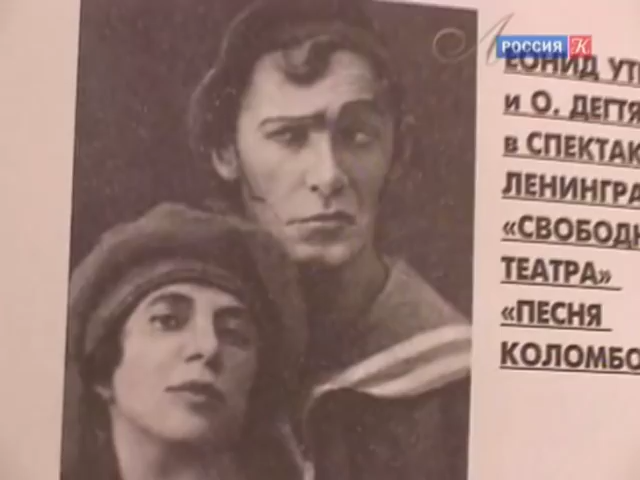 РОССИЯ К
ЕОНИД УТ
и О. ДЕГТЯ
в СПЕКТАК
ЛЕНИНГРА
«СВОБОДН
ТЕАТРА»
«ПЕСНЯ
КОЛОМБО